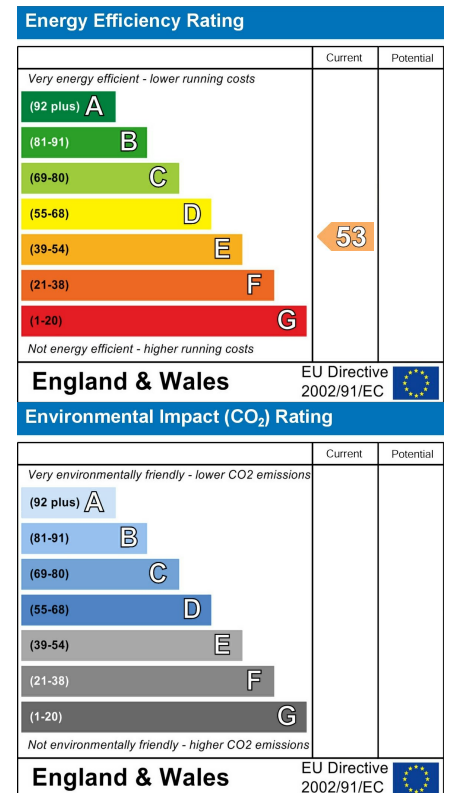 Energy Efficiency Rating
Current Potential
Very energy efficient - lower running costs
(92 plus) A
(81-91) B
(69-80) C
(55-68) D
(39-54) E
53
(21-38) F
(1-20) G
Not energy efficient - higher running costs
England & Wales
EU Directive
2002/91/EC
Environmental Impact (CO₂) Rating
Current Potential
Very environmentally friendly - lower CO2 emissions
(92 plus) A
(81-91) B
(69-80) C
(55-68) D
(39-54) E
(21-38) F
(1-20) G
Not environmentally friendly - higher CO2 emissions
England & Wales
EU Directive
2002/91/EC